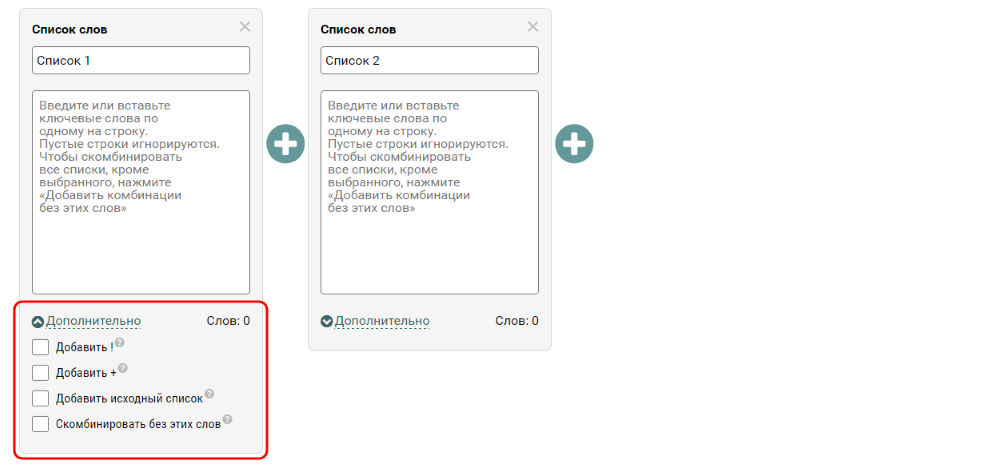 Список слов
Список 1
Введите или вставьте
ключевые слова по
одному на строку.
Пустые строки игнорируются.
Чтобы скомбинировать
все списки, кроме
выбранного, нажмите
«Добавить комбинации
без этих слов»
Дополнительно Слов: 0
Добавить ! ?
Добавить + ?
Добавить исходный список ?
Скомбинировать без этих слов ?
Список слов
Список 2
Введите или вставьте
ключевые слова по
одному на строку.
Пустые строки игнорируются.
Чтобы скомбинировать
все списки, кроме
выбранного, нажмите
«Добавить комбинации
без этих слов»
Дополнительно Слов: 0